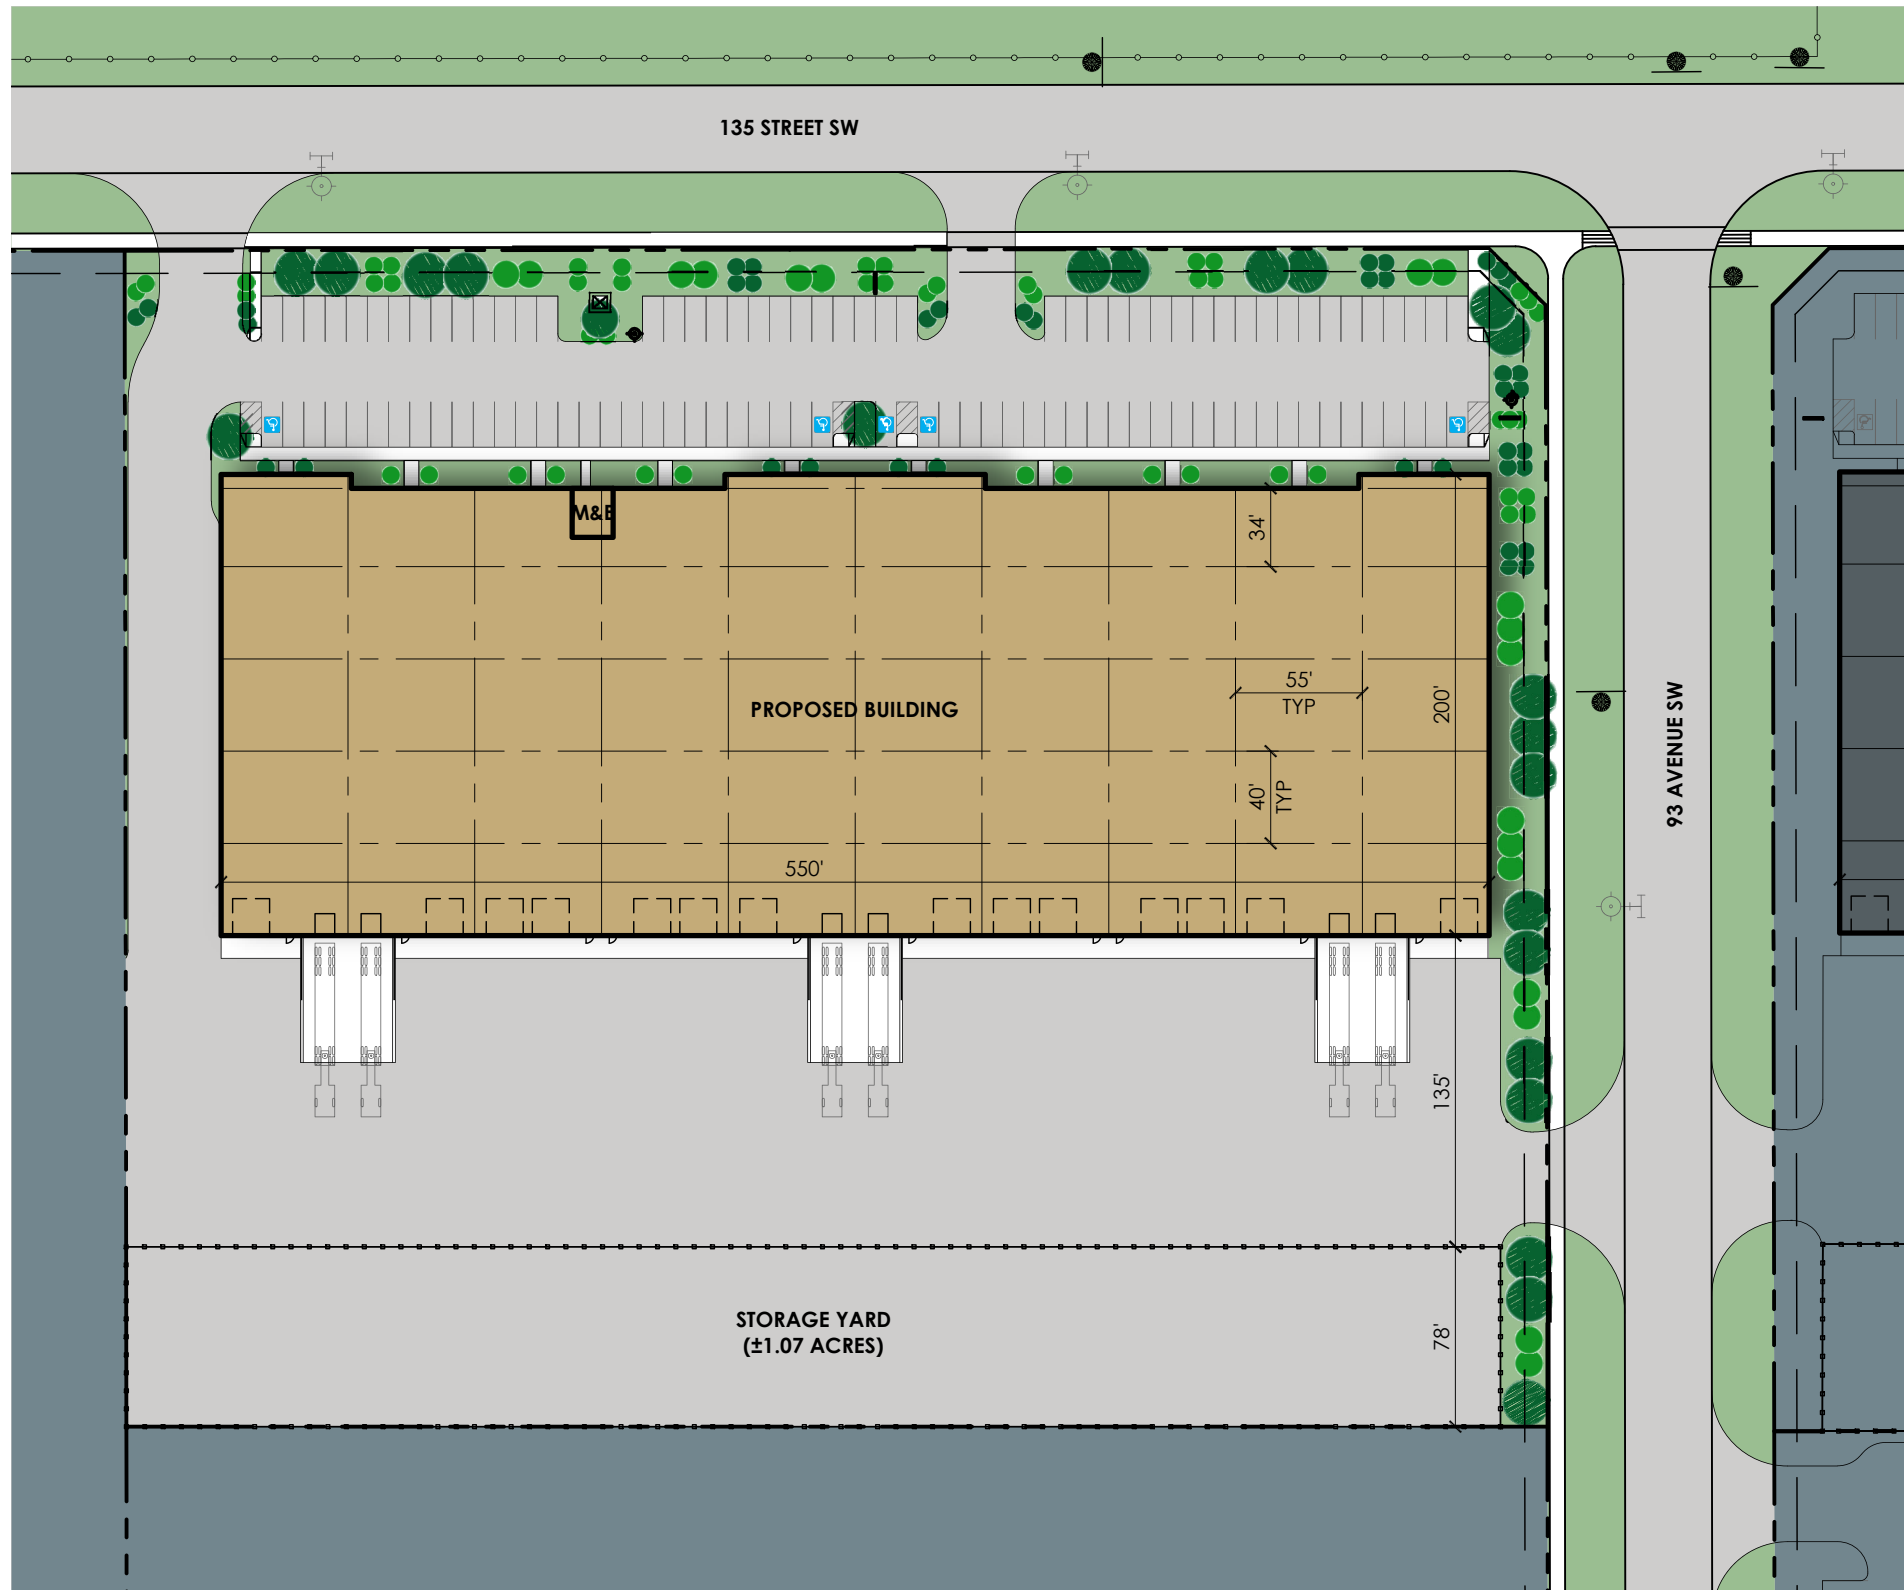 135 STREET SW
M&E
34'
55'
TYP
200'
PROPOSED BUILDING
93 AVENUE SW
40'
TYP
550'
135'
STORAGE YARD
(±1.07 ACRES)
78'